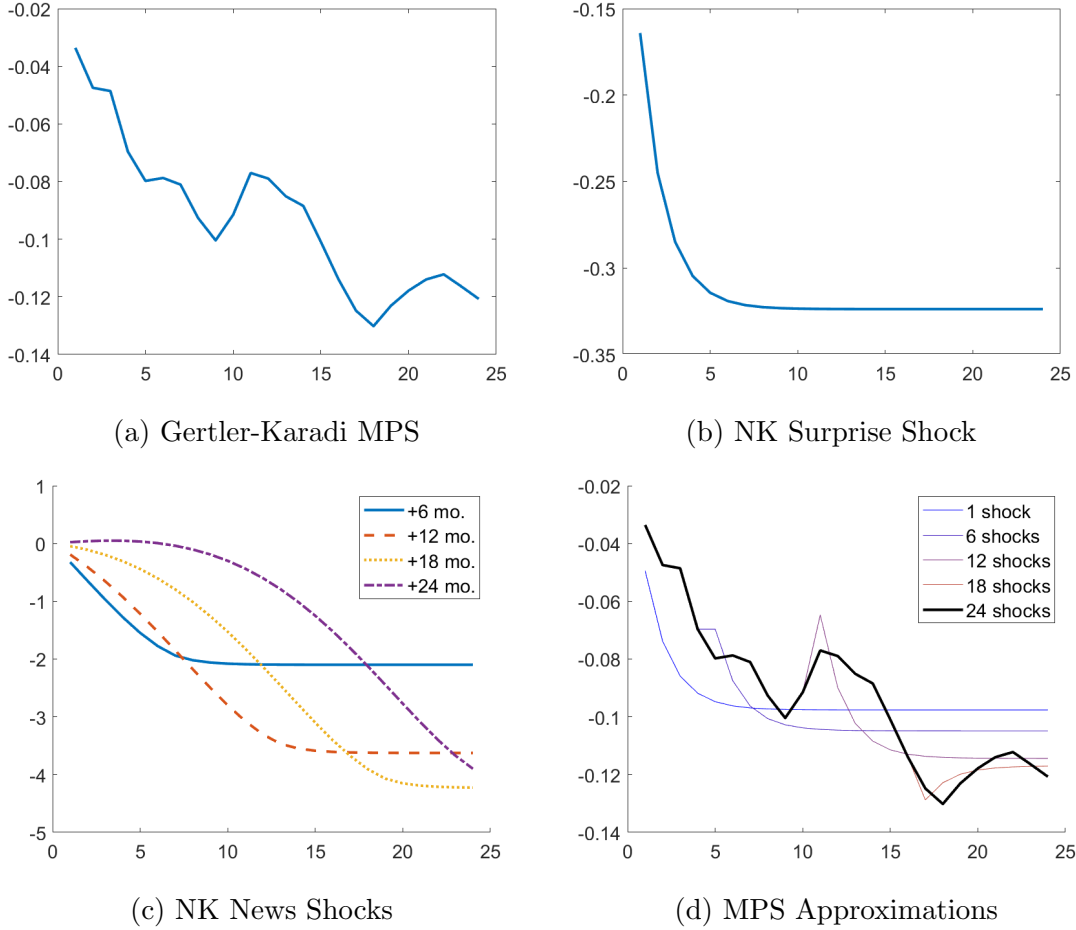 -0.02
-0.04
-0.06
-0.08
-0.1
-0.12
-0.14
0 5 10 15 20 25
(a) Gertler-Karadi MPS
-0.15
-0.2
-0.25
-0.3
-0.35
0 5 10 15 20 25
(b) NK Surprise Shock
1
0
-1
-2
-3
-4
-5
0 5 10 15 20 25
+6 mo.
+12 mo.
+18 mo.
+24 mo.
(c) NK News Shocks
-0.02
-0.04
-0.06
-0.08
-0.1
-0.12
-0.14
0 5 10 15 20 25
1 shock
6 shocks
12 shocks
18 shocks
24 shocks
(d) MPS Approximations